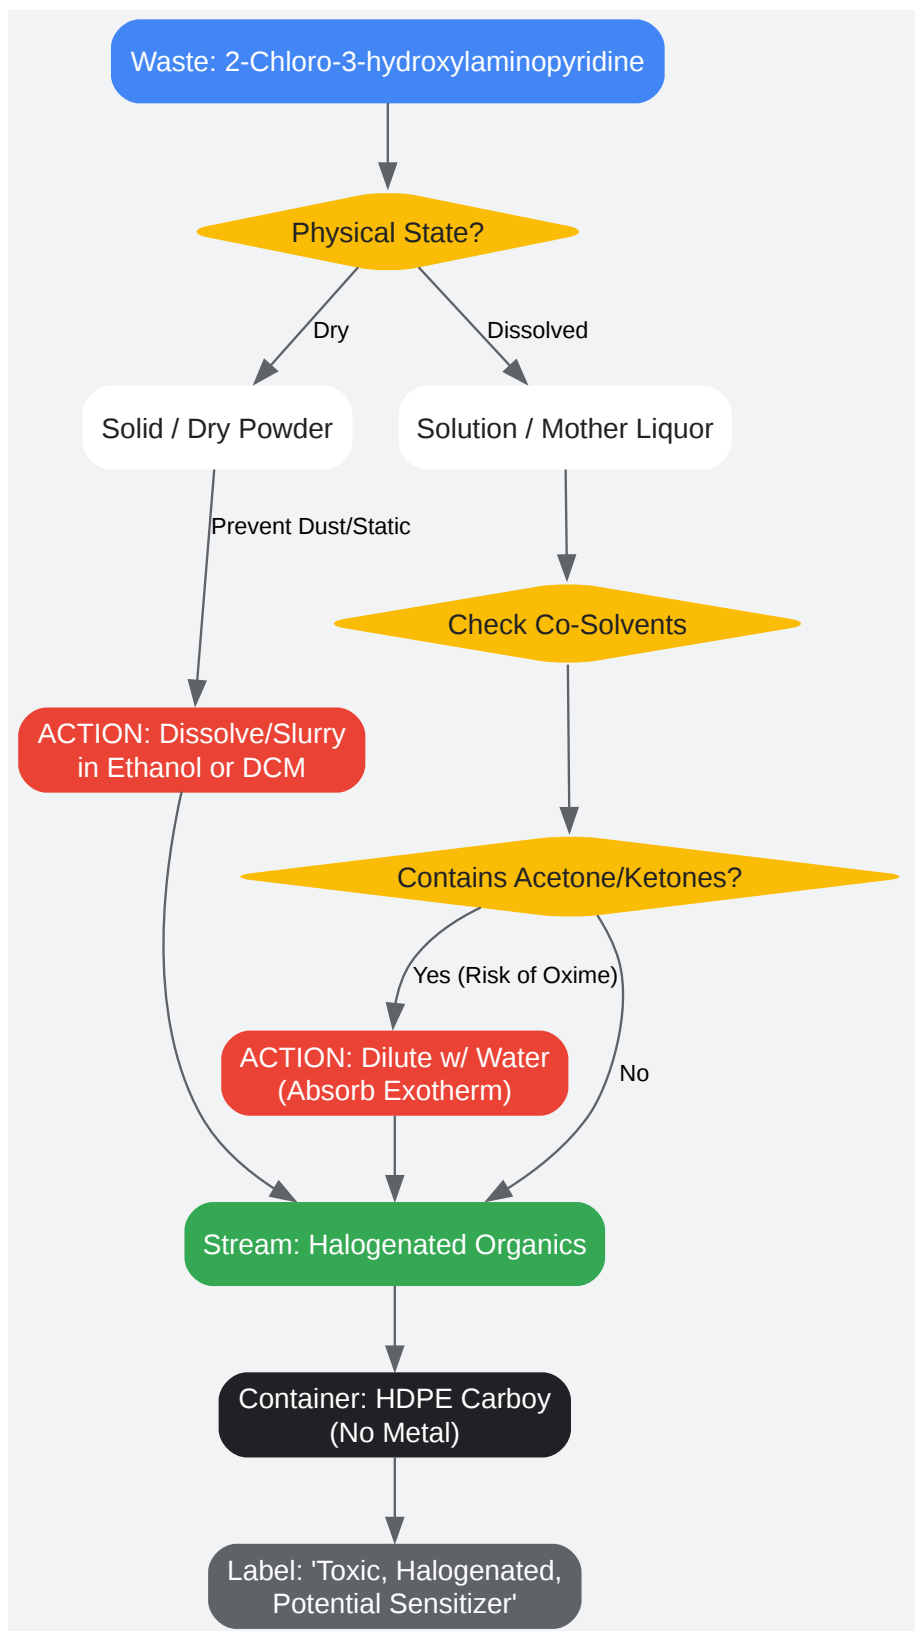 Waste: 2-Chloro-3-hydroxylaminopyridine
Physical State?
Dry
Dissolved
Solid / Dry Powder
Solution / Mother Liquor
Prevent Dust/Static
Check Co-Solvents
ACTION: Dissolve/Slurry
in Ethanol or DCM
Contains Acetone/Ketones?
Yes (Risk of Oxime)
ACTION: Dilute w/ Water
(Absorb Exotherm)
No
Stream: Halogenated Organics
Container: HDPE Carboy
(No Metal)
Label: 'Toxic, Halogenated,
Potential Sensitizer'